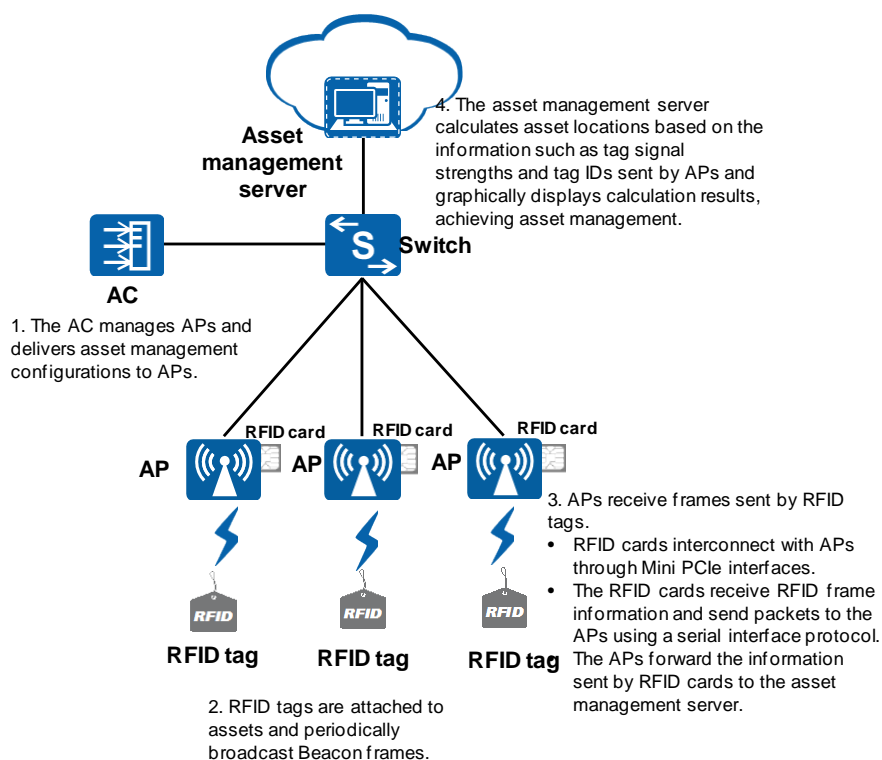 Asset
management
server
4. The asset management server
calculates asset locations based on the
information such as tag signal
strengths and tag IDs sent by APs and
graphically displays calculation results,
achieving asset management.
S
Switch
AC
1. The AC manages APs and
delivers asset management
configurations to APs.
RFID card
RFID card
RFID card
AP
AP
AP
3. APs receive frames sent by RFID
tags.
• RFID cards interconnect with APs
through Mini PCIe interfaces.
• The RFID cards receive RFID frame
information and send packets to the
APs using a serial interface protocol.
• The APs forward the information
sent by RFID cards to the asset
management server.
RFID
RFID
RFID
RFID tag
RFID tag
RFID tag
2. RFID tags are attached to
assets and periodically
broadcast Beacon frames.